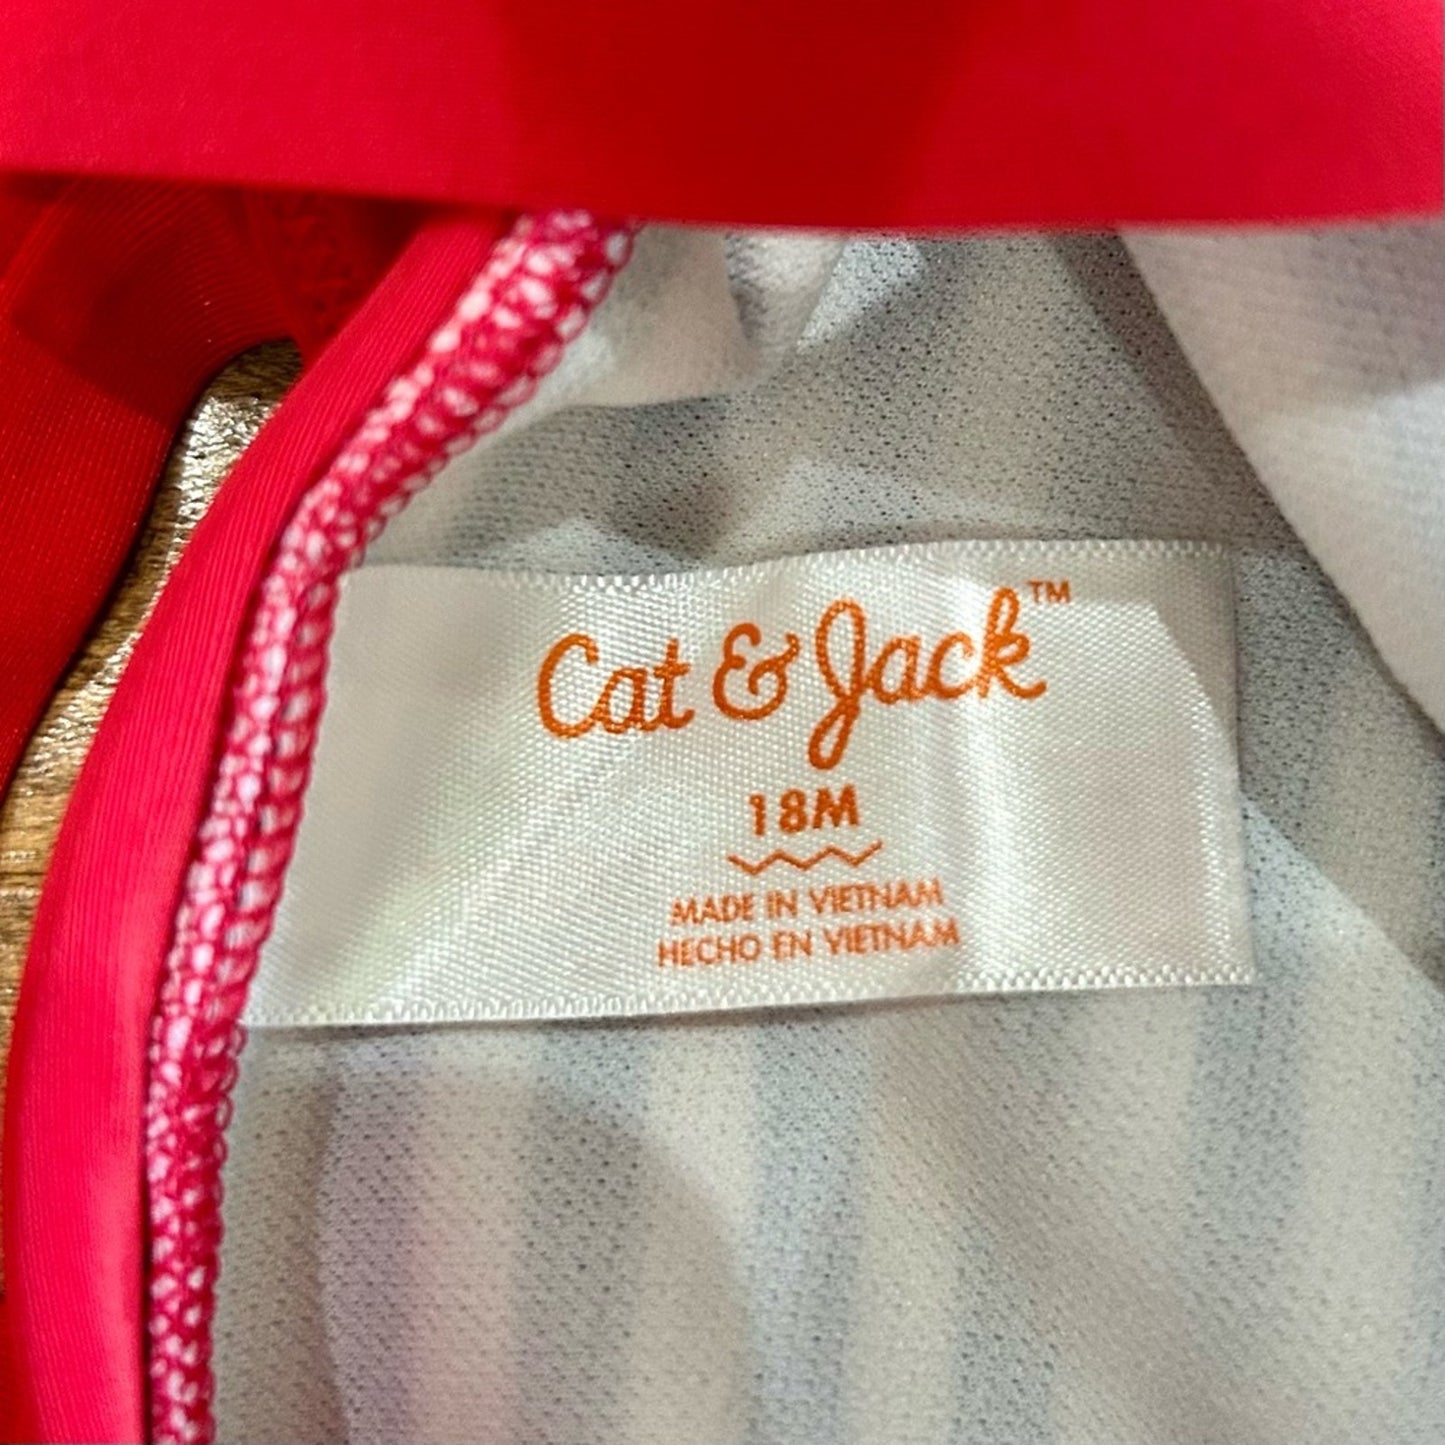 Cat & Jack™
18M
MADE IN VIETNAM
HECHO EN VIETNAM